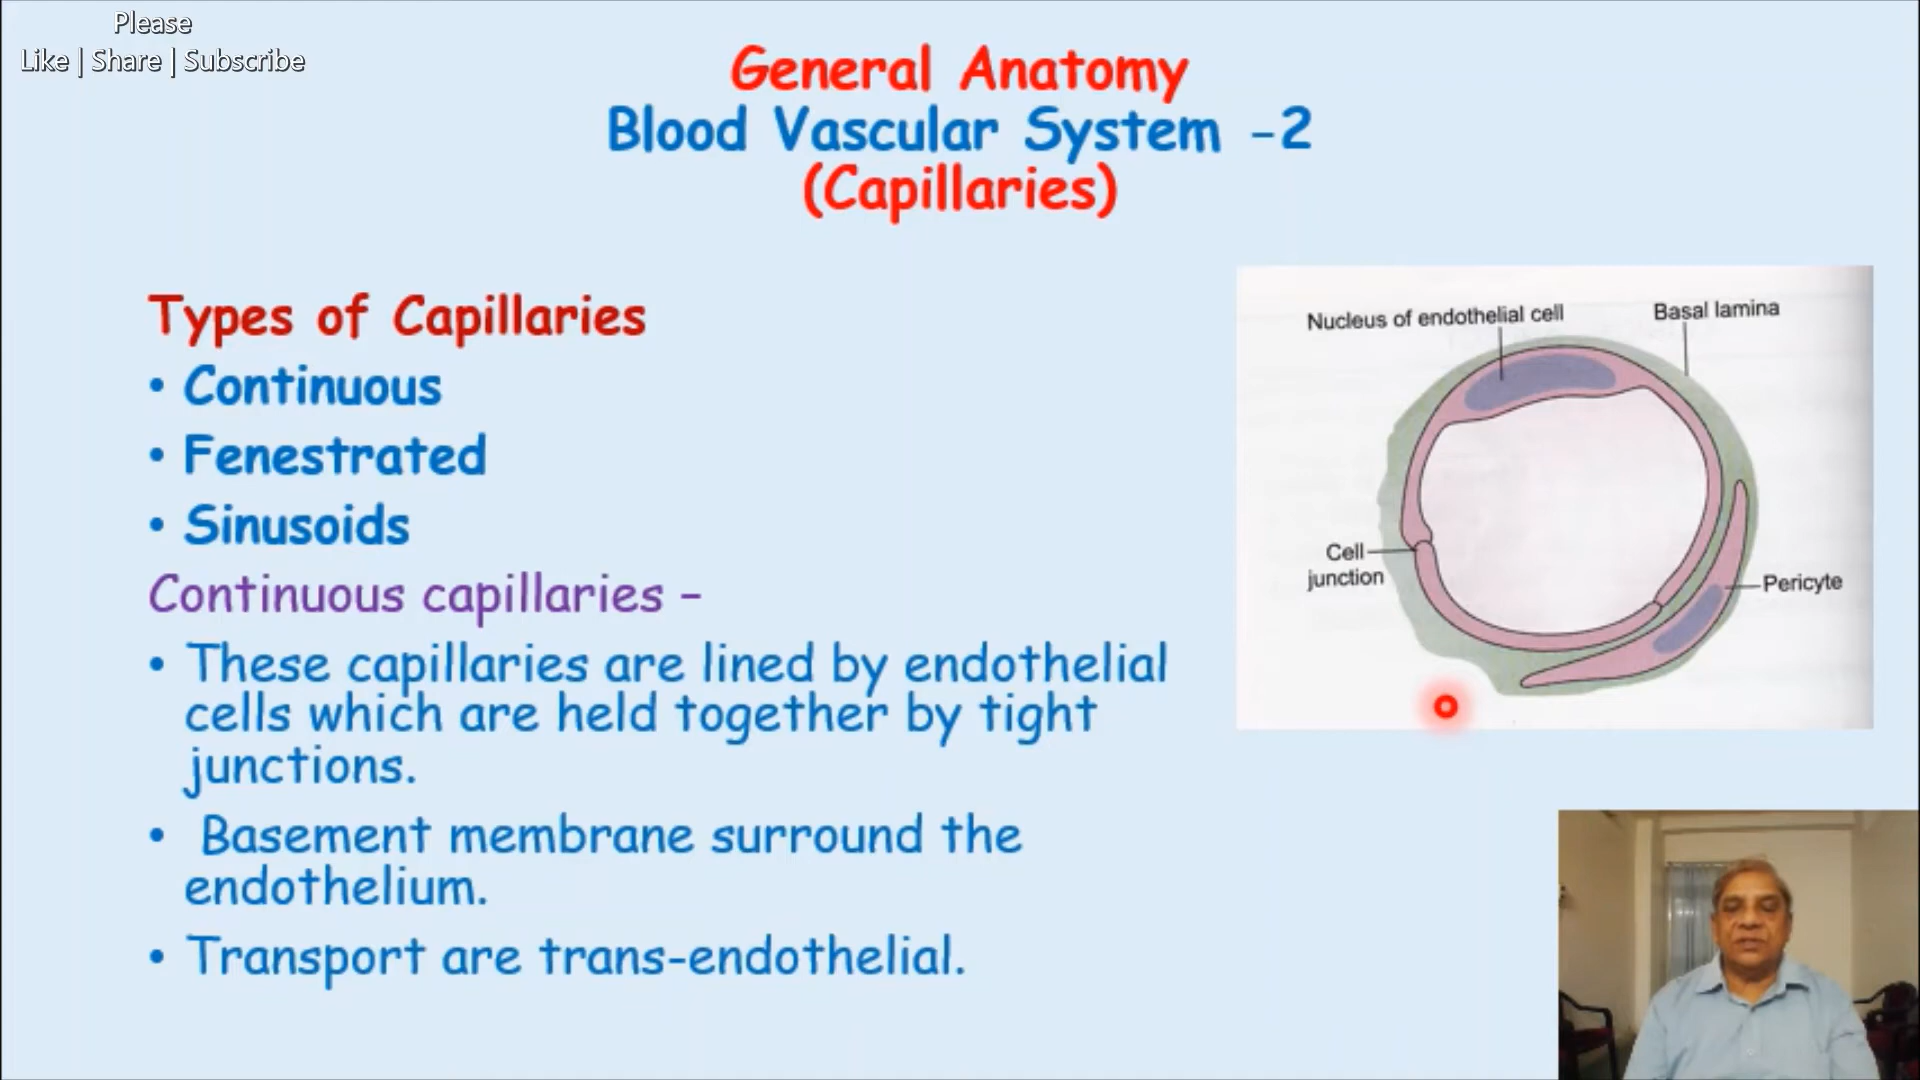 Please
Like | Share | Subscribe
General Anatomy
Blood Vascular System -2
(Capillaries)
Types of Capillaries
• Continuous
• Fenestrated
• Sinusoids
Continuous capillaries –
• These capillaries are lined by endothelial
cells which are held together by tight
junctions.
• Basement membrane surround the
endothelium.
• Transport are trans-endothelial.
Nucleus of endothelial cell
Basal lamina
Cell
junction
Pericyte